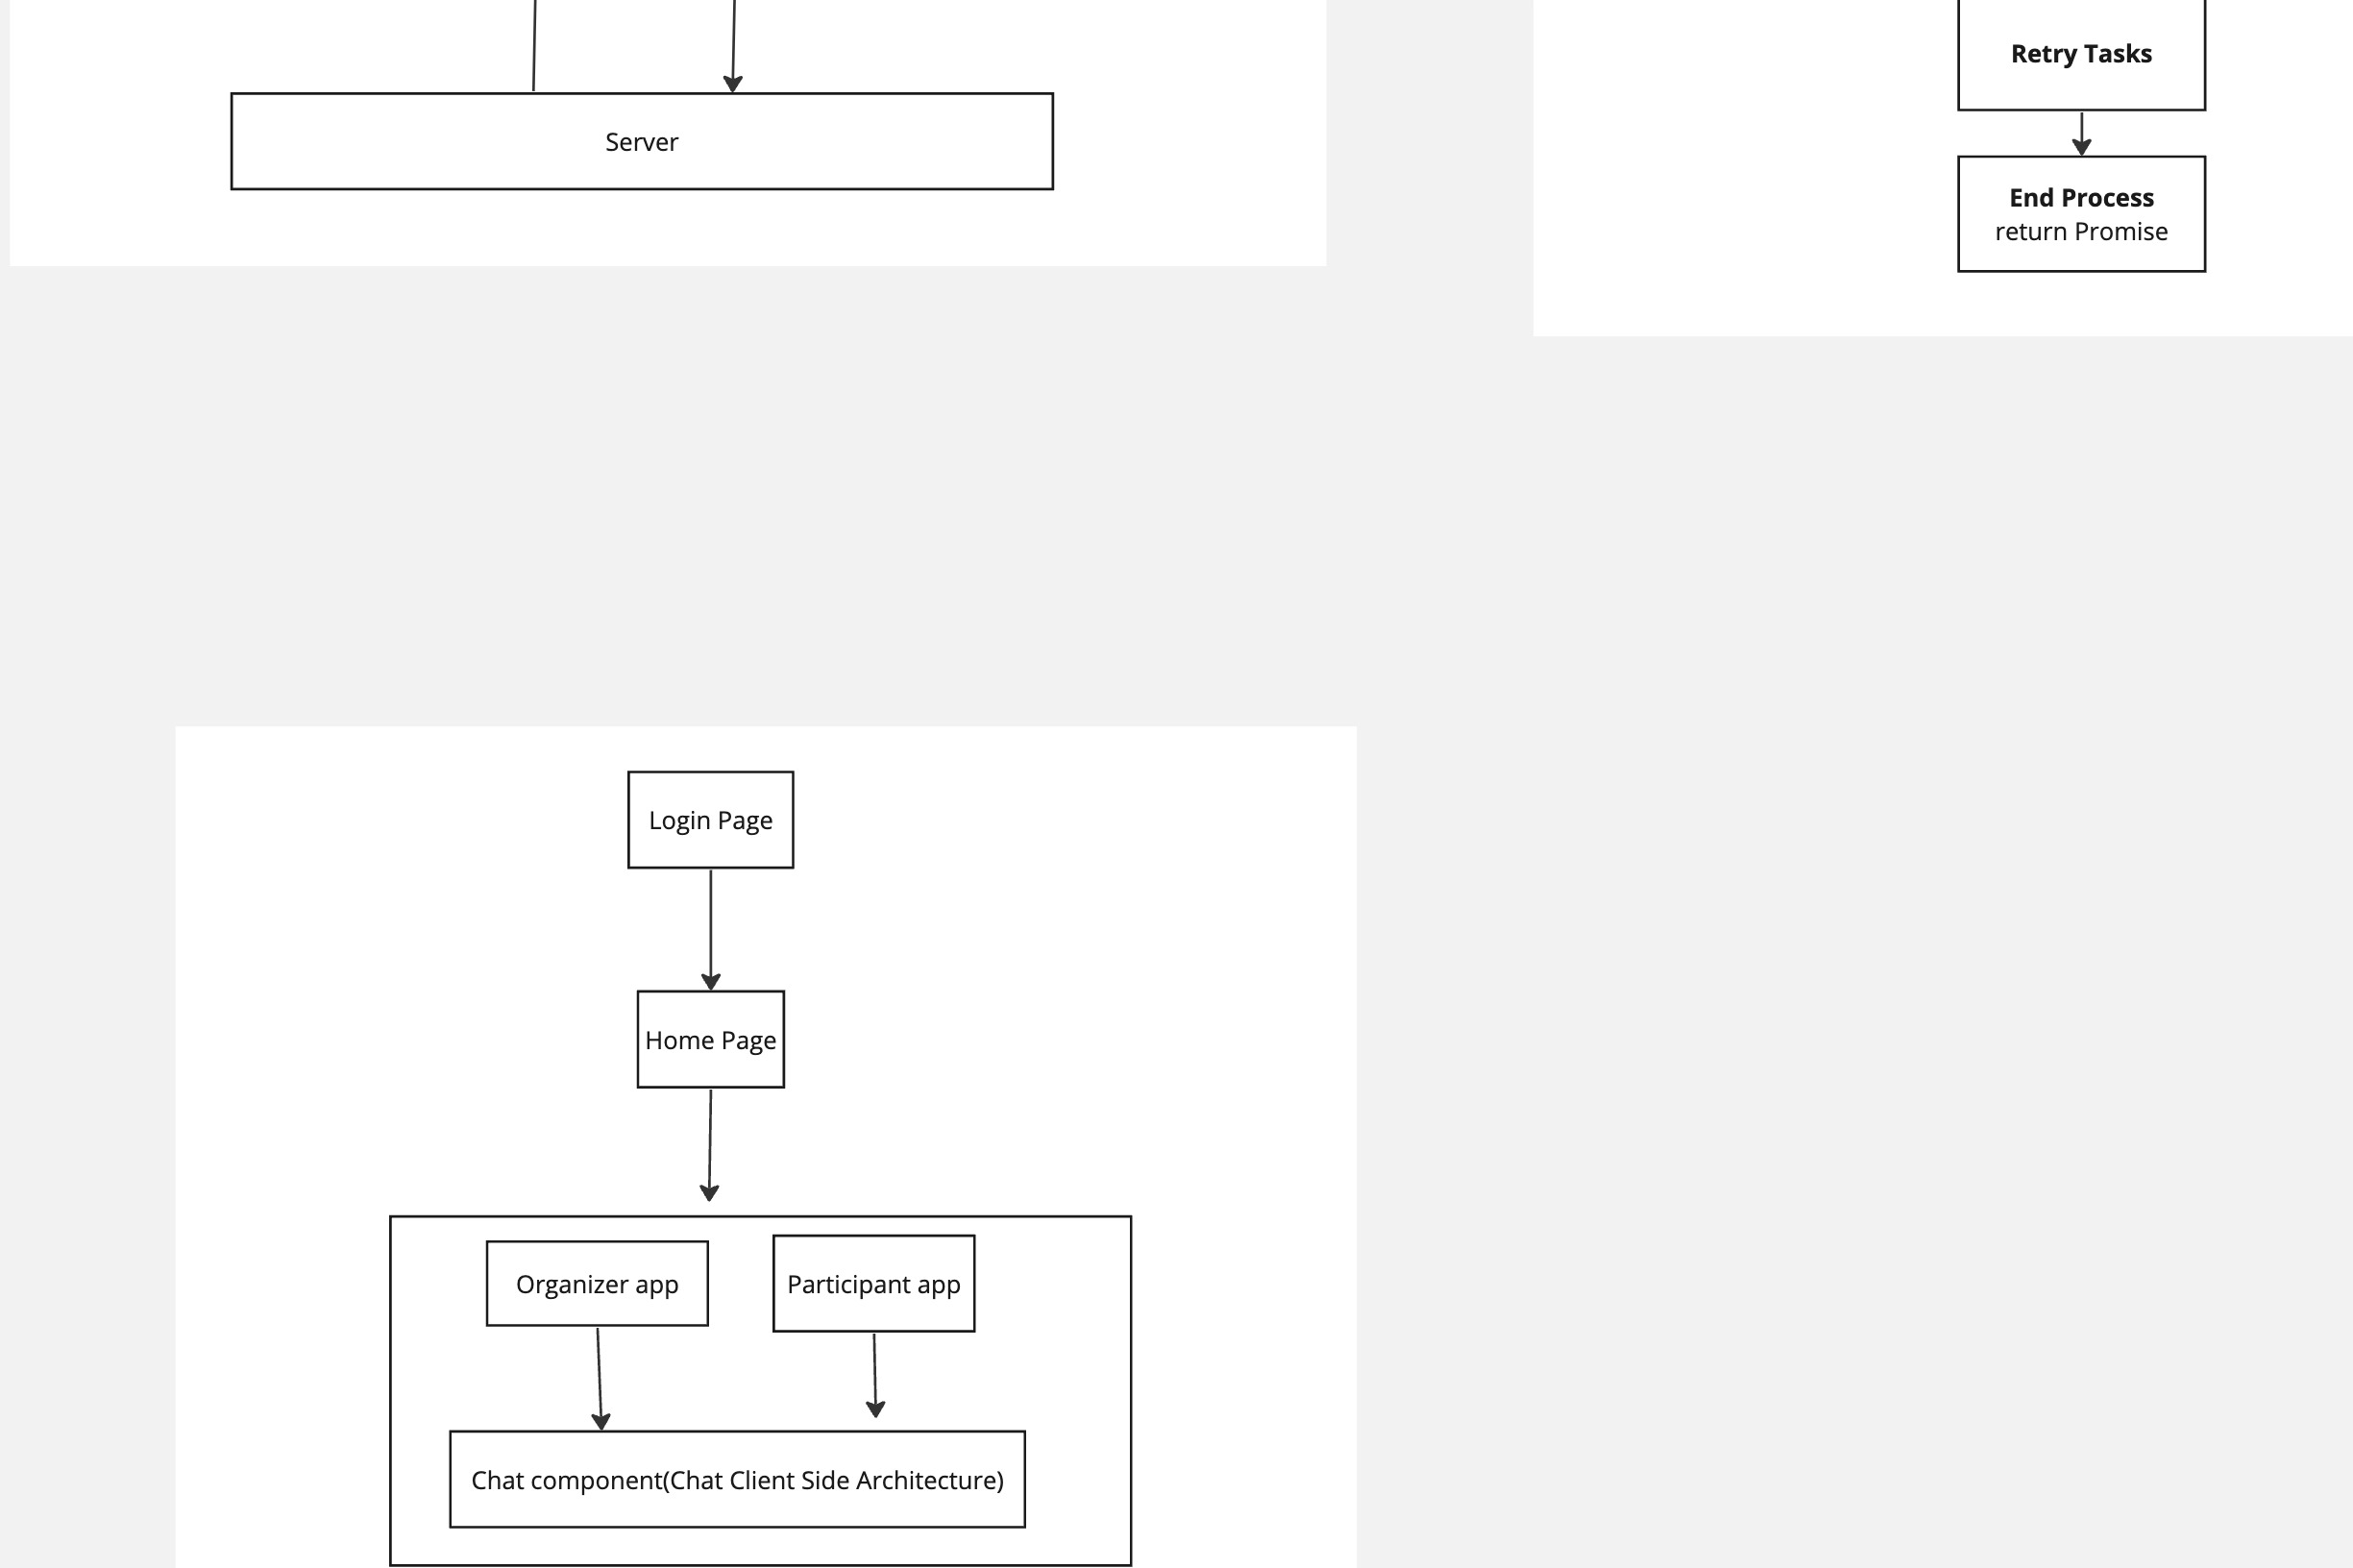 Server
Retry Tasks
End Process
return Promise
Login Page
Home Page
Organizer app
Participant app
Chat component(Chat Client Side Architecture)